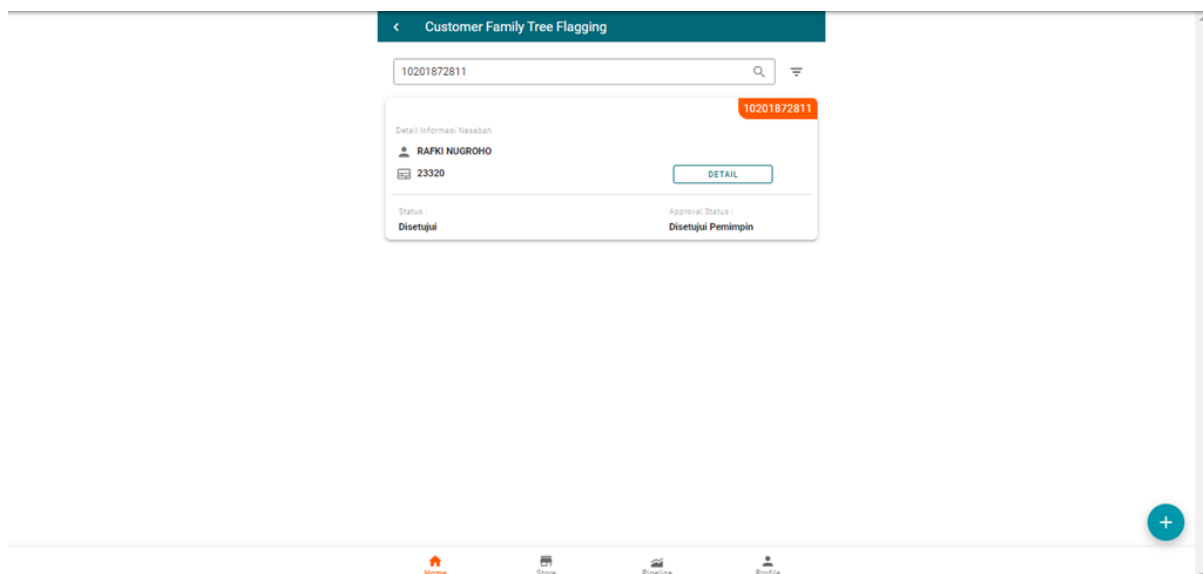 Customer Family Tree Flagging
10201872811
10201872811
Detail Informasi Nasabah
RAFKI NUGROHO
23320
DETAIL
Status :
Approval Status :
Disetujui
Disetujui Pemimpin
Home
Store
Pipeline
Profile